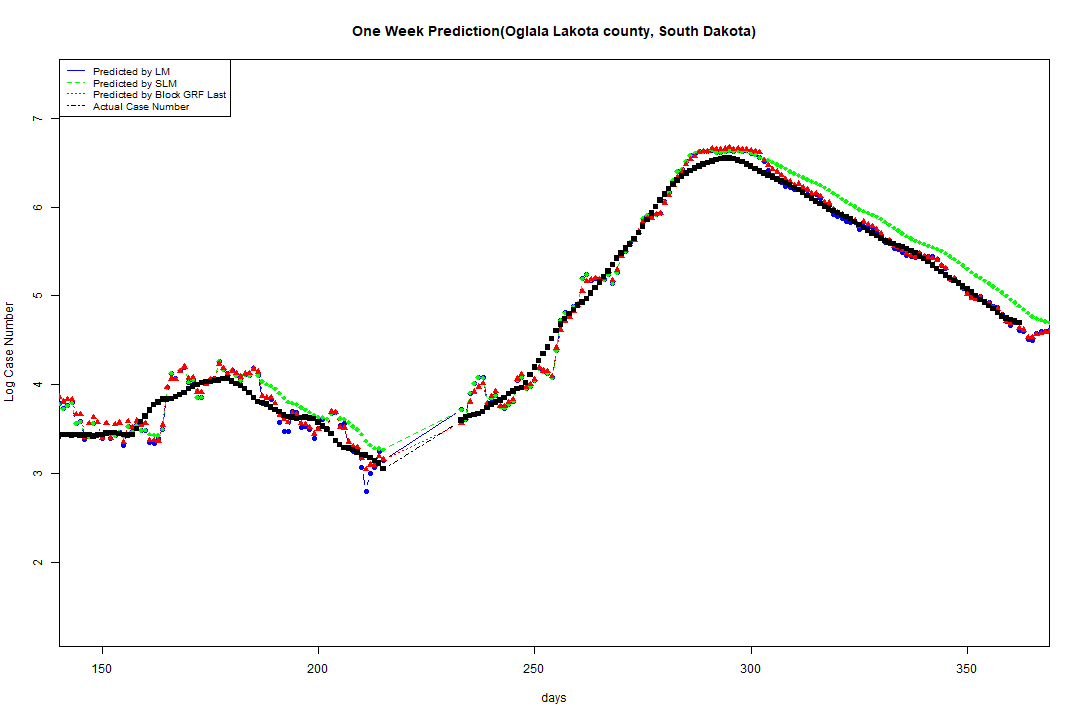 One Week Prediction(Oglala Lakota county, South Dakota)
Predicted by LM
Predicted by SLM
Predicted by Block GRF Last
Actual Case Number
7
6
5
4
3
2
Log Case Number
150 200 250 300 350
days